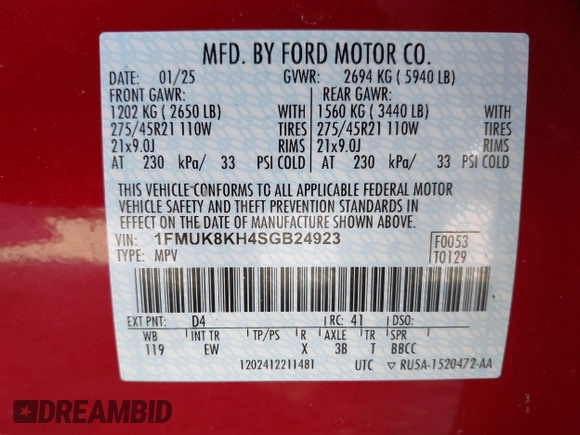 MFD. BY FORD MOTOR CO.
DATE: 01/25 GVWR: 2694 KG ( 5940 LB)
FRONT GAWR: REAR GAWR:
1202 KG ( 2650 LB) WITH 1560 KG ( 3440 LB) WITH
275/45R21 110W TIRES 275/45R21 110W TIRES
21x9.0J RIMS 21x9.0J RIMS
AT 230 kPa/ 33 PSI COLD AT 230 kPa/ 33 PSI COLD
THIS VEHICLE CONFORMS TO ALL APPLICABLE FEDERAL MOTOR
VEHICLE SAFETY AND THEFT PREVENTION STANDARDS IN
EFFECT ON THE DATE OF MANUFACTURE SHOWN ABOVE.
VIN: 1FMUK8KH4SGB24923 F0053
TYPE: MPV T0129
EXT PNT: D4 RC: 41 DSO:
WB INT TR TP/PS R AXLE TR SPR
119 EW X 3B T BBCC
1202412211481 UTC ▽ RU5A-1520472-AA
DREAMBID